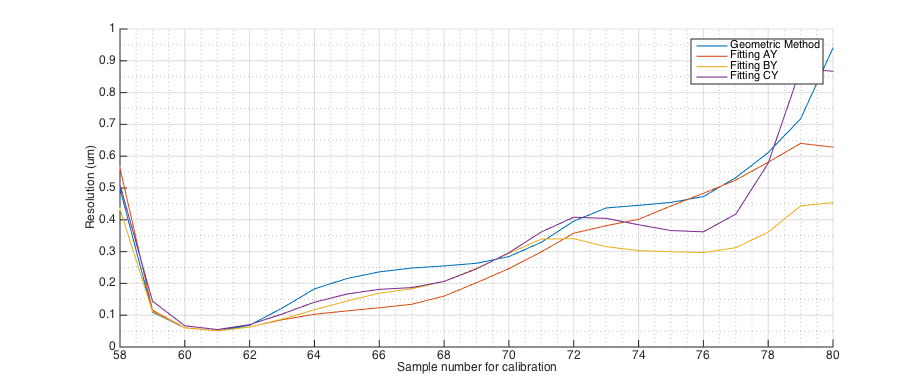 1
0.9
0.8
0.7
0.6
0.5
0.4
0.3
0.2
0.1
0
Resolution (um)
Geometric Method
Fitting AY
Fitting BY
Fitting CY
58 60 62 64 66 68 70 72 74 76 78 80
Sample number for calibration